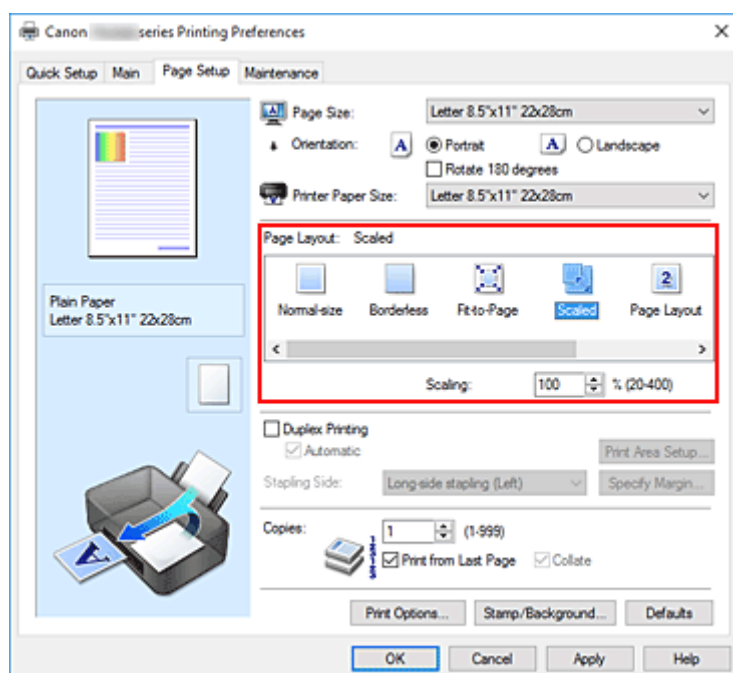 Canon series Printing Preferences
Quick Setup Main Page Setup Maintenance
Page Size: Letter 8.5"x11" 22x28cm
Orientation: A Portrait A Landscape
Rotate 180 degrees
Printer Paper Size: Letter 8.5"x11" 22x28cm
Page Layout: Scaled
Normal-size Borderless Fit-to-Page Scaled 2 Page Layout
Scaling: 100 % (20-400)
Plain Paper
Letter 8.5"x11" 22x28cm
Duplex Printing
Automatic Print Area Setup...
Stapling Side: Long-side stapling (Left) Specify Margin...
Copies: 1 (1-999)
Print from Last Page Collate
A
Print Options... Stamp/Background... Defaults
OK Cancel Apply Help